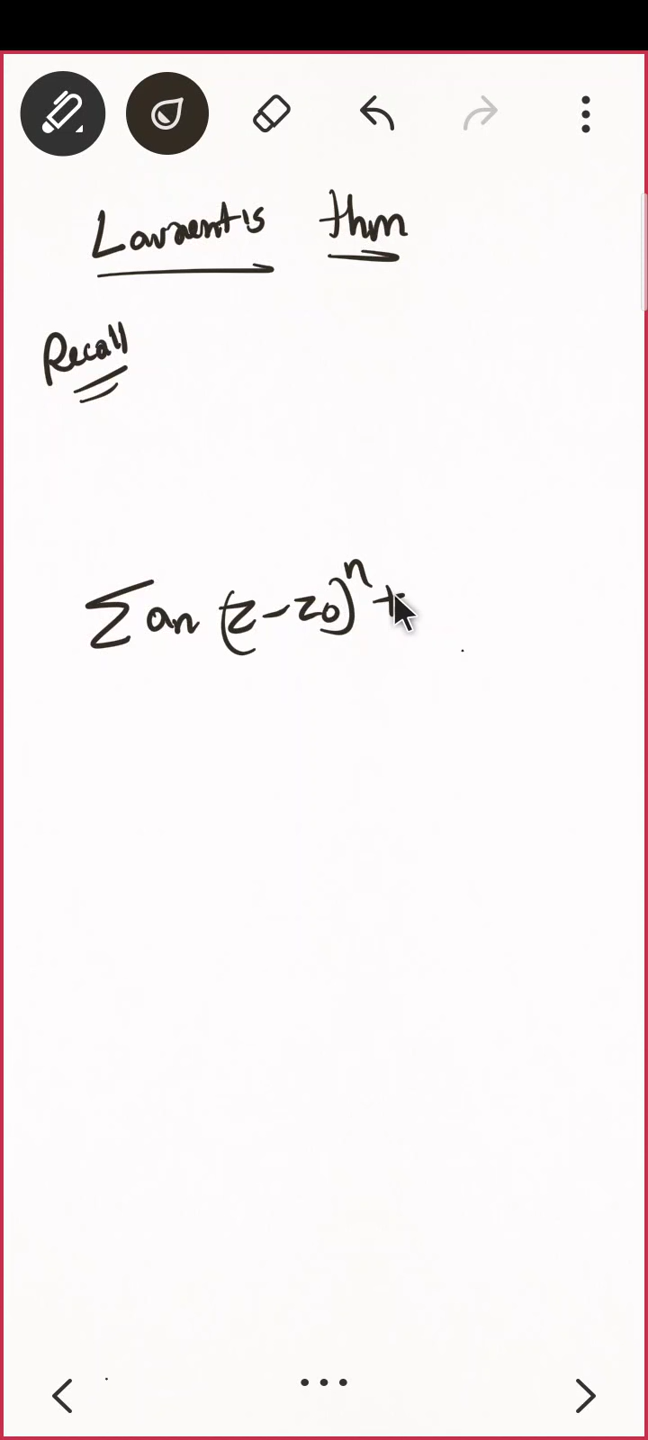 Laurent's thm
Recall
∑ an (z-z0)^n +